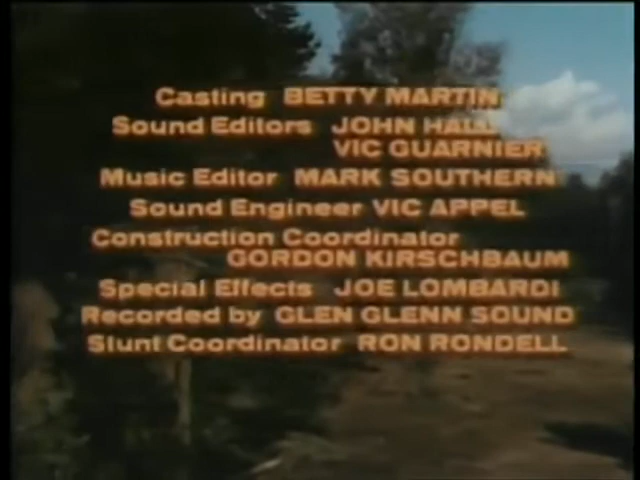 Casting BETTY MARTIN
Sound Editors JOHN HALL
VIC GUARNIER
Music Editor MARK SOUTHERN
Sound Engineer VIC APPEL
Construction Coordinator
GORDON KIRSCHBAUM
Special Effects JOE LOMBARDI
Recorded by GLEN GLENN SOUND
Stunt Coordinator RON RONDELL